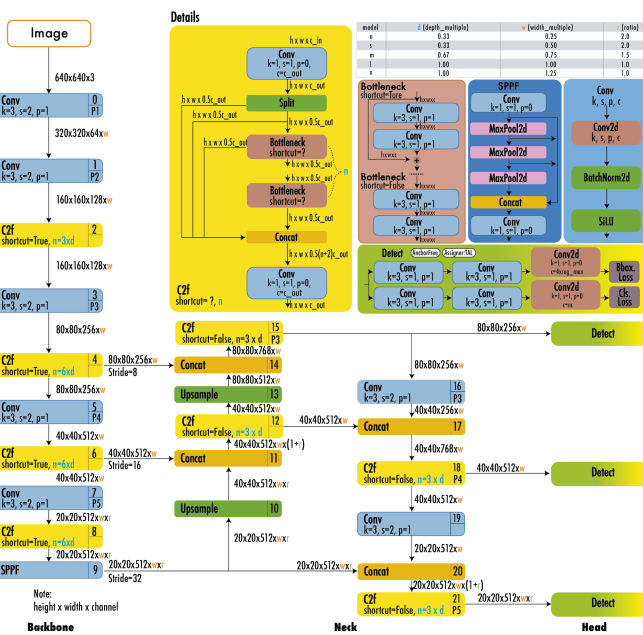 Image
640x640x3
Conv 0
k=3, s=2, p=1 P1
320x320x64xw
Conv 1
k=3, s=2, p=1 P2
160x160x128xw
C2f 2
shortcut=True, n=3xd
160x160x128xw
Conv 3
k=3, s=2, p=1 P3
80x80x256xw
C2f 4
shortcut=True, n=6xd
80x80x256xw
Stride=8
80x80x256xw
Conv 5
k=3, s=2, p=1 P4
40x40x512xw
C2f 6
shortcut=True, n=6xd
40x40x512xw
Stride=16
40x40x512xw
Conv 7
k=3, s=2, p=1 P5
20x20x512xwxr
C2f 8
shortcut=True, n=6xd
20x20x512xwxr
SPPF 9
20x20x512xwxr
Stride=32
Note:
height x width x channel
Backbone
Details
h x w x c_in
Conv
k=1, s=1, p=0,
c=c_out
h x w x c_out
Split
h x w x 0.5c_out
h x w x 0.5c_out
h x w x 0.5c_out
Bottleneck
shortcut=?
h x w x 0.5c_out
h x w x 0.5c_out
Bottleneck
shortcut=?
n
h x w x 0.5c_out
Concat
h x w x 0.5(n+2)c_out
Conv
k=1, s=1, p=0,
c=c_out
h x w x c_out
C2f
shortcut= ?, n
model d (depth_multiple) w (width_multiple) r (ratio)
n 0.33 0.25 2.0
s 0.33 0.50 2.0
m 0.67 0.75 1.5
l 1.00 1.00 1.0
x 1.00 1.25 1.0
Bottleneck
shortcut=Ture
hxwxc
Conv
k=3, s=1, p=1
Conv
k=3, s=1, p=1
hxwxc
+
Bottleneck
shortcut=False
hxwxc
Conv
k=3, s=1, p=1
Conv
k=3, s=1, p=1
hxwxc
SPPF
Conv
k=1, s=1, p=0
MaxPool2d
MaxPool2d
MaxPool2d
Concat
Conv
k=1, s=1, p=0
Conv
k, s, p, c
Conv2d
k, s, p, c
BatchNorm2d
SiLU
Detect AnchorFree Assigner:TAL
Conv
k=3, s=1, p=1
Conv
k=3, s=1, p=1
Conv2d
k=1, s=1, p=0
c=4xreg_max
Bbox.
Loss
Conv
k=3, s=1, p=1
Conv
k=3, s=1, p=1
Conv2d
k=1, s=1, p=0
c=nc
Cls.
Loss
C2f 15
shortcut=False, n=3 x d P3
80x80x256xw
Detect
80x80x768xw
Concat 14
80x80x512xw
Upsample 13
40x40x512xw
C2f 12
shortcut=False, n=3 x d
40x40x512xw
40x40x512xwx(1+r)
Concat 11
40x40x512xwxr
Upsample 10
20x20x512xwxr
80x80x256xw
Conv 16
k=3, s=2, p=1 P3
40x40x256xw
Concat 17
40x40x768xw
C2f 18
shortcut=False, n=3 x d P4
40x40x512xw
Detect
40x40x512xw
Conv 19
k=3, s=2, p=1
20x20x512xw
20x20x512xwxr
Concat 20
20x20x512xwx(1+r)
C2f 21
shortcut=False, n=3 x d P5
20x20x512xwxr
Detect
Neck
Head